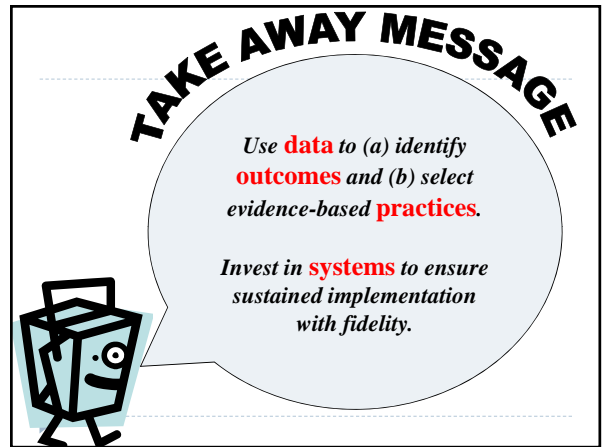 TAKE AWAY MESSAGE
Use data to (a) identify
outcomes and (b) select
evidence-based practices.
Invest in systems to ensure
sustained implementation
with fidelity.